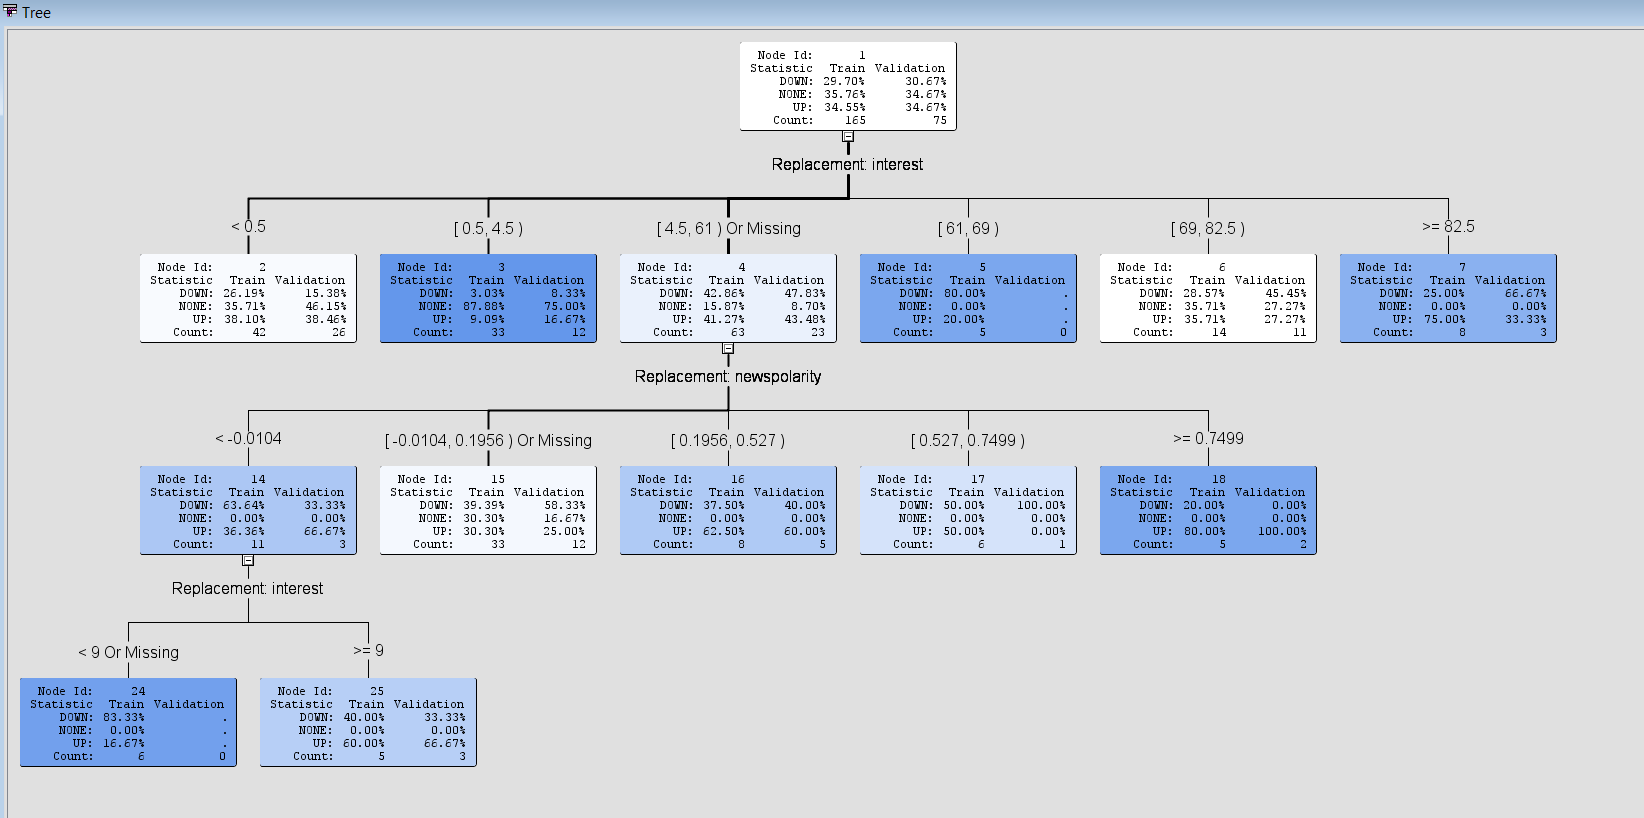 Tree
Node Id: 1
Statistic Train Validation
DOWN: 29.70% 30.67%
NONE: 35.76% 34.67%
UP: 34.55% 34.67%
Count: 165 75
Replacement: interest
< 0.5
[ 0.5, 4.5 )
[ 4.5, 61 ) Or Missing
[ 61, 69 )
[ 69, 82.5 )
>= 82.5
Node Id: 2
Statistic Train Validation
DOWN: 26.19% 15.38%
NONE: 35.71% 46.15%
UP: 38.10% 38.46%
Count: 42 26
Node Id: 3
Statistic Train Validation
DOWN: 3.03% 8.33%
NONE: 87.88% 75.00%
UP: 9.09% 16.67%
Count: 33 12
Node Id: 4
Statistic Train Validation
DOWN: 42.86% 47.83%
NONE: 15.87% 8.70%
UP: 41.27% 43.48%
Count: 63 23
Node Id: 5
Statistic Train Validation
DOWN: 80.00% .
NONE: 0.00% .
UP: 20.00% .
Count: 5 0
Node Id: 6
Statistic Train Validation
DOWN: 28.57% 45.45%
NONE: 35.71% 27.27%
UP: 35.71% 27.27%
Count: 14 11
Node Id: 7
Statistic Train Validation
DOWN: 25.00% 66.67%
NONE: 0.00% 0.00%
UP: 75.00% 33.33%
Count: 8 3
Replacement: newspolarity
< -0.0104
[ -0.0104, 0.1956 ) Or Missing
[ 0.1956, 0.527 )
[ 0.527, 0.7499 )
>= 0.7499
Node Id: 14
Statistic Train Validation
DOWN: 63.64% 33.33%
NONE: 0.00% 0.00%
UP: 36.36% 66.67%
Count: 11 3
Node Id: 15
Statistic Train Validation
DOWN: 39.39% 58.33%
NONE: 30.30% 16.67%
UP: 30.30% 25.00%
Count: 33 12
Node Id: 16
Statistic Train Validation
DOWN: 37.50% 40.00%
NONE: 0.00% 0.00%
UP: 62.50% 60.00%
Count: 8 5
Node Id: 17
Statistic Train Validation
DOWN: 50.00% 100.00%
NONE: 0.00% 0.00%
UP: 50.00% 0.00%
Count: 6 1
Node Id: 18
Statistic Train Validation
DOWN: 20.00% 0.00%
NONE: 0.00% 0.00%
UP: 80.00% 100.00%
Count: 5 2
Replacement: interest
< 9 Or Missing
>= 9
Node Id: 24
Statistic Train Validation
DOWN: 83.33% .
NONE: 0.00% .
UP: 16.67% .
Count: 6 0
Node Id: 25
Statistic Train Validation
DOWN: 40.00% 33.33%
NONE: 0.00% 0.00%
UP: 60.00% 66.67%
Count: 5 3